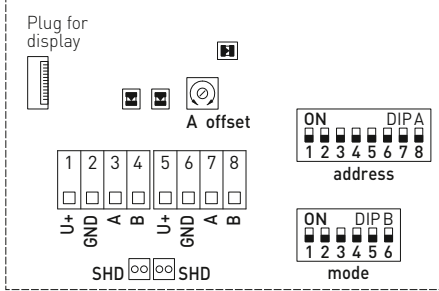 Plug for
display
A offset
ON DIP A
1 2 3 4 5 6 7 8
address
1 2 3 4 5 6 7 8
U+ GND A B U+ GND A B
ON DIP B
1 2 3 4 5 6
mode
SHD SHD